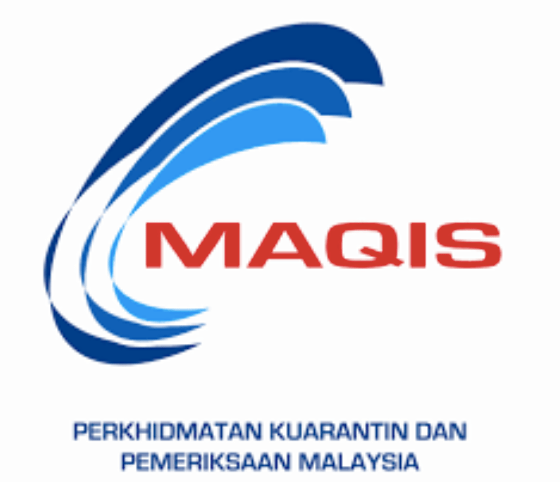 MAQIS
PERKHIDMATAN KUARANTIN DAN
PEMERIKSAAN MALAYSIA